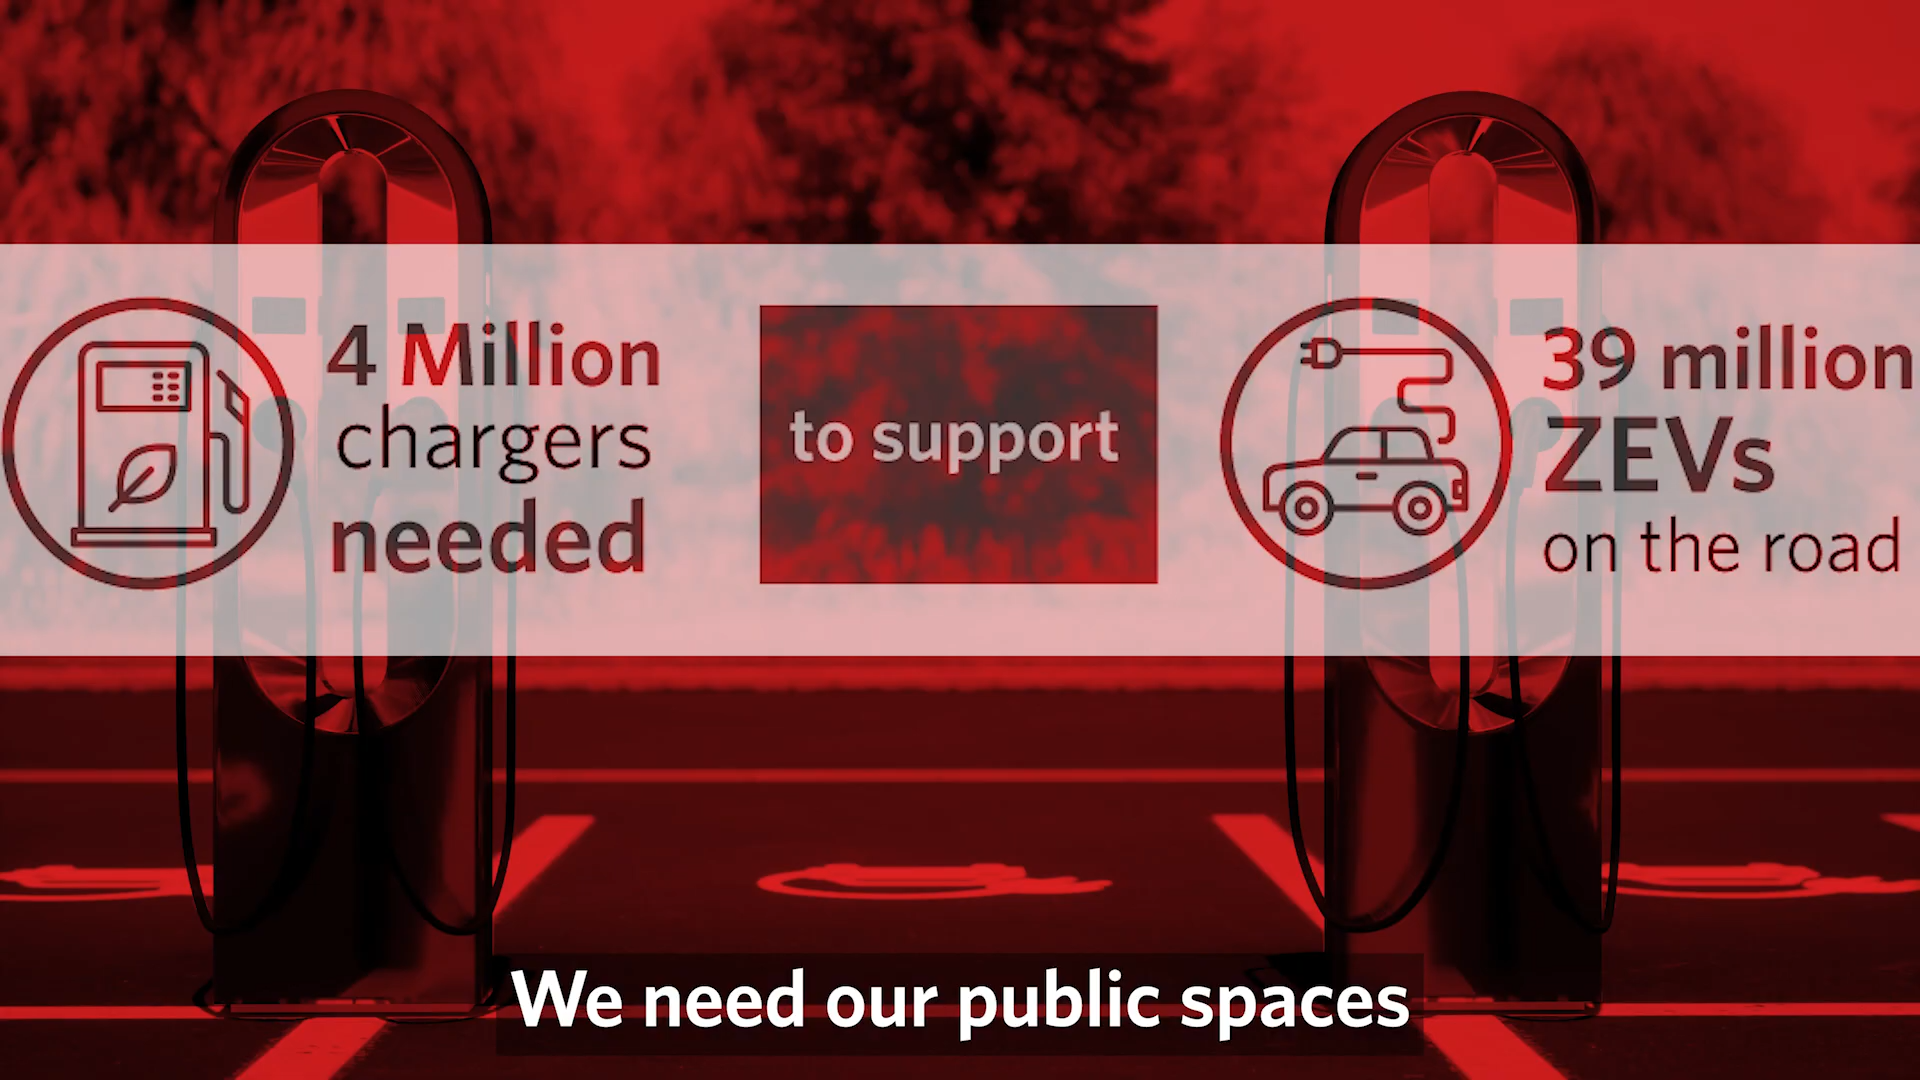 4 Million
chargers
needed
to support
39 million
ZEVs
on the road
We need our public spaces